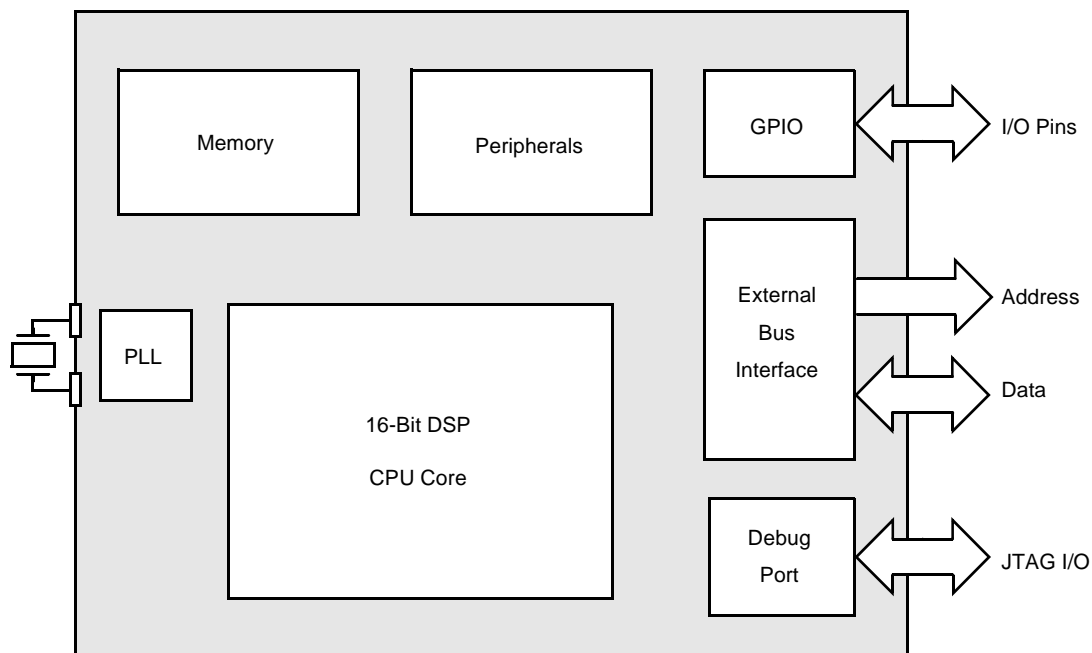 Memory
Peripherals
GPIO
I/O Pins
External
Bus
Interface
Address
Data
PLL
16-Bit DSP
CPU Core
Debug
Port
JTAG I/O